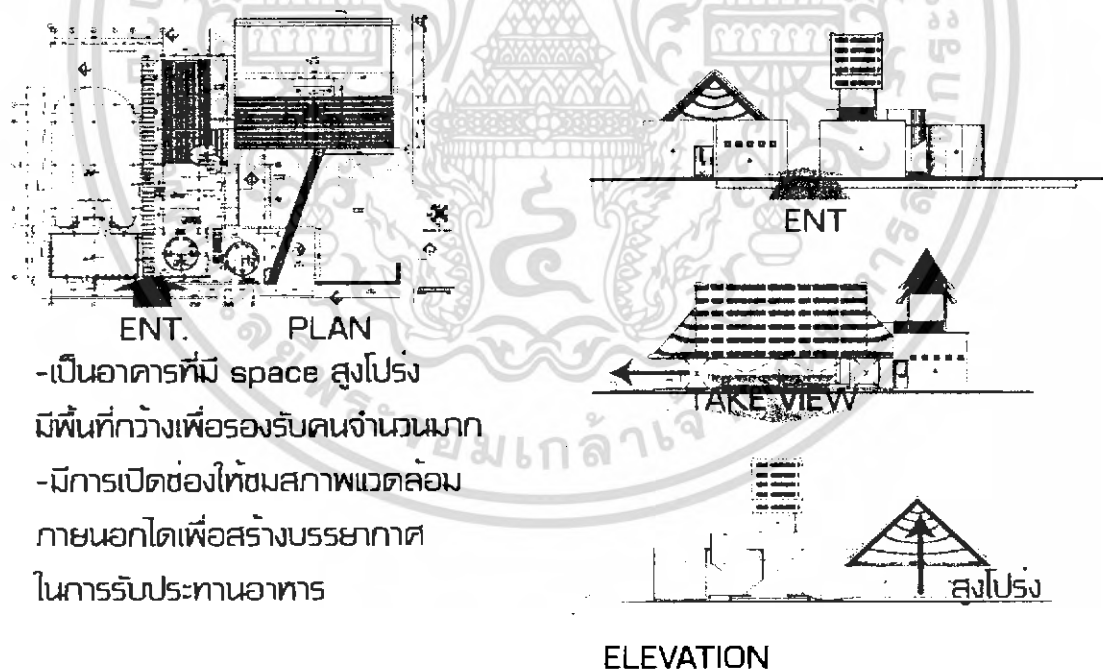 ENT. PLAN
-เป็นอาคารที่มี space สูงโปร่ง
มีพื้นที่กว้างเพื่อรองรับคนจำนวนมาก
-มีการเปิดช่องให้ชมสภาพแวดล้อม
ภายนอกได้เพื่อสร้างบรรยากาศ
ในการรับประทานอาหาร
ENT
TAKE VIEW
สูงโปร่ง
ELEVATION